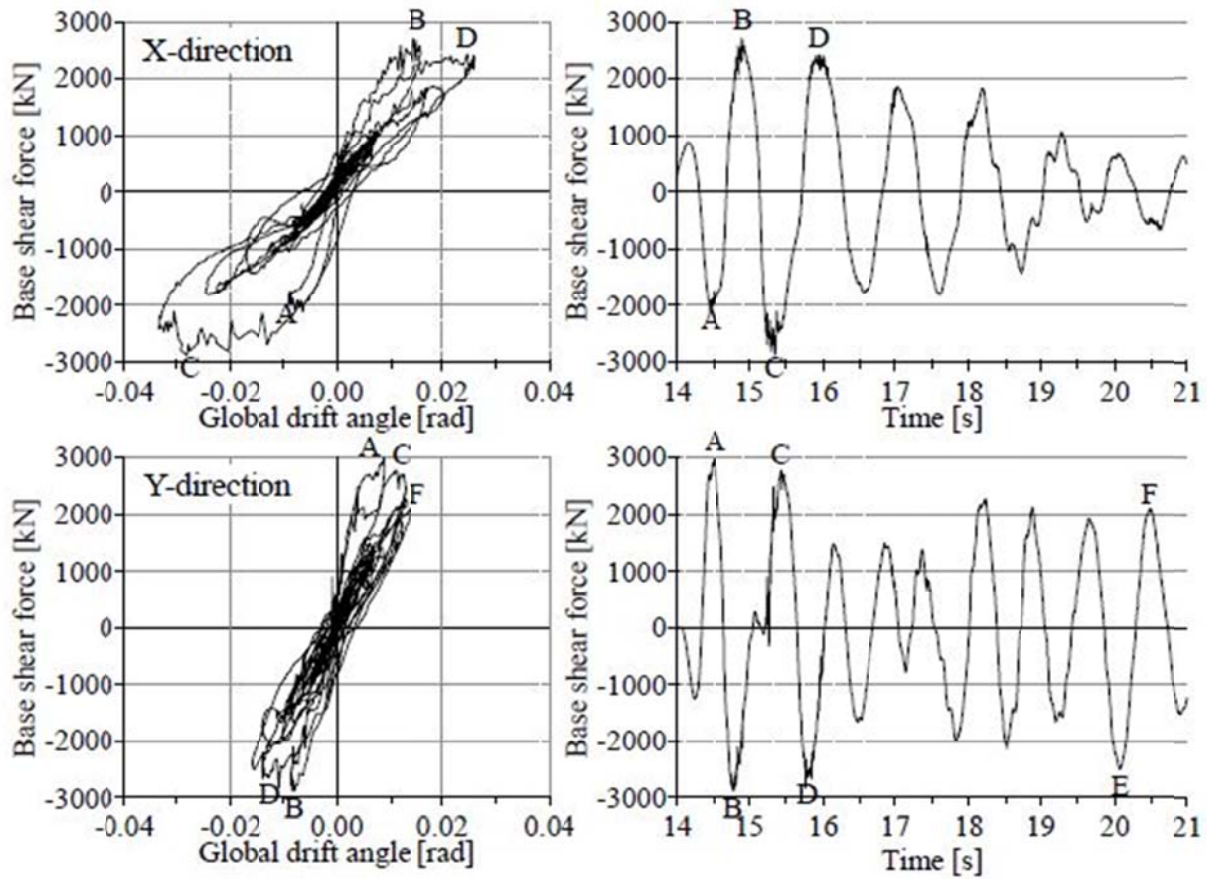 X-direction
Base shear force [kN]
3000
2000
1000
0
-1000
-2000
-3000
B
D
A
C
-0.04
-0.02
0.00
0.02
0.04
Global drift angle [rad]
Base shear force [kN]
3000
2000
1000
0
-1000
-2000
-3000
B
D
A
C
14
15
16
17
18
19
20
21
Time [s]
Y-direction
Base shear force [kN]
3000
2000
1000
0
-1000
-2000
-3000
A
C
F
D
B
-0.04
-0.02
0.00
0.02
0.04
Global drift angle [rad]
Base shear force [kN]
3000
2000
1000
0
-1000
-2000
-3000
A
C
F
B
D
E
14
15
16
17
18
19
20
21
Time [s]